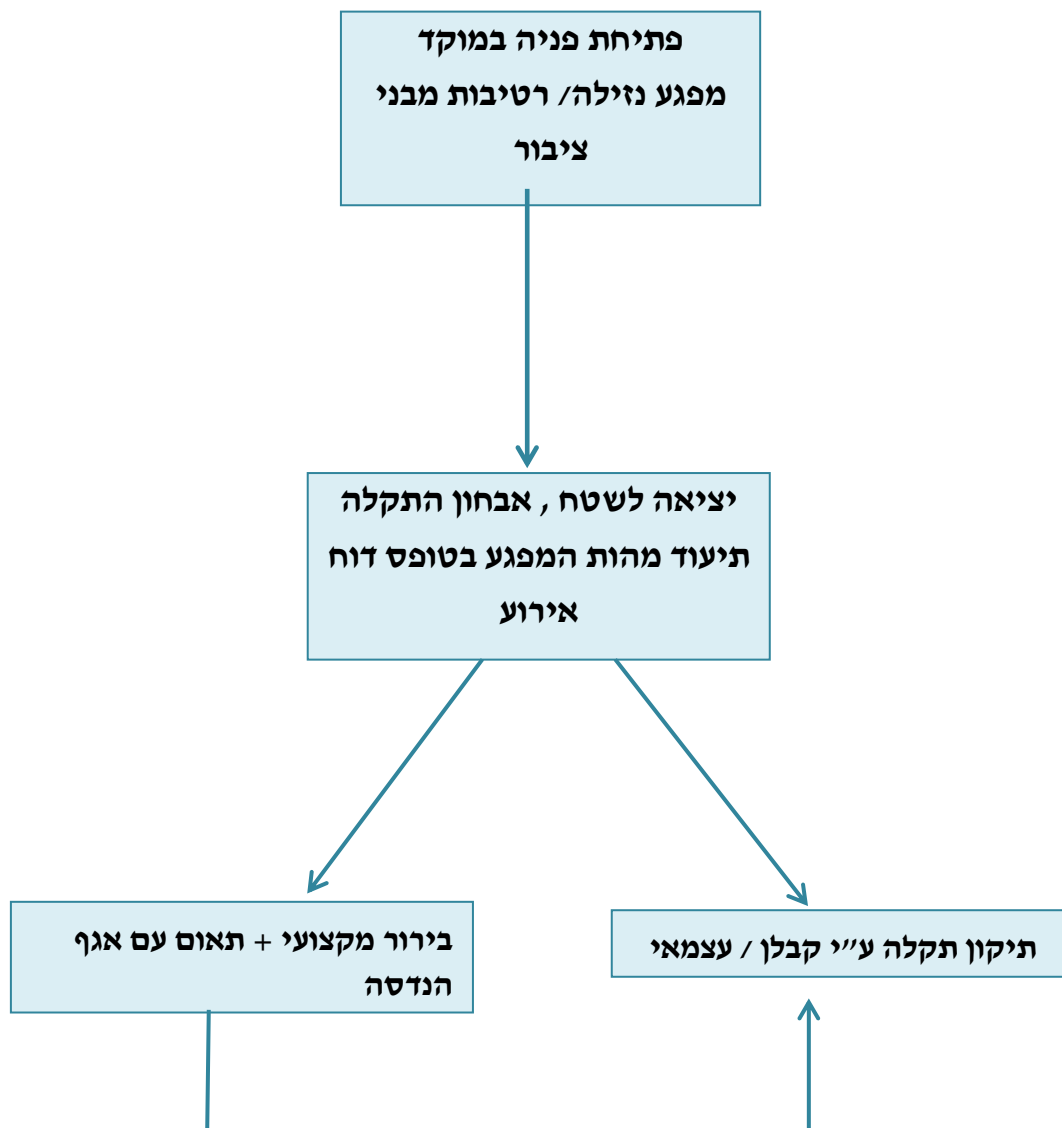 פתיחת פניה במוקד
מפגע נזילה/ רטיבות מבני
ציבור
יציאה לשטח , אבחון התקלה
תיעוד מהות המפגע בטופס דוח
אירוע
בירור מקצועי + תאום עם אגף
הנדסה
תיקון תקלה ע"י קבלן / עצמאי